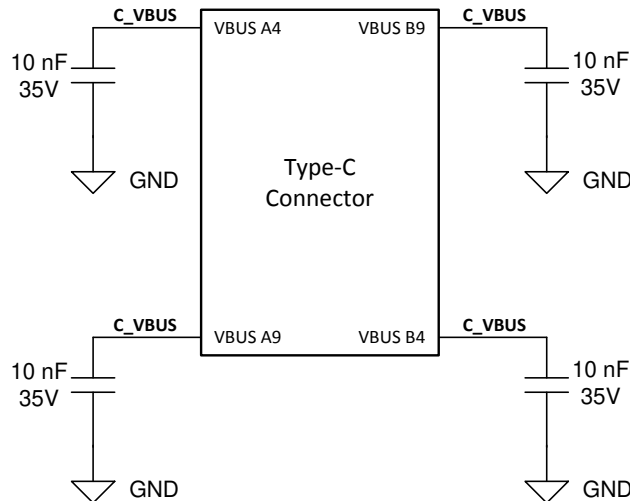 C_VBUS
VBUS A4
VBUS B9
C_VBUS
10 nF
35V
10 nF
35V
GND
Type-C
Connector
GND
C_VBUS
VBUS A9
VBUS B4
C_VBUS
10 nF
35V
10 nF
35V
GND
GND